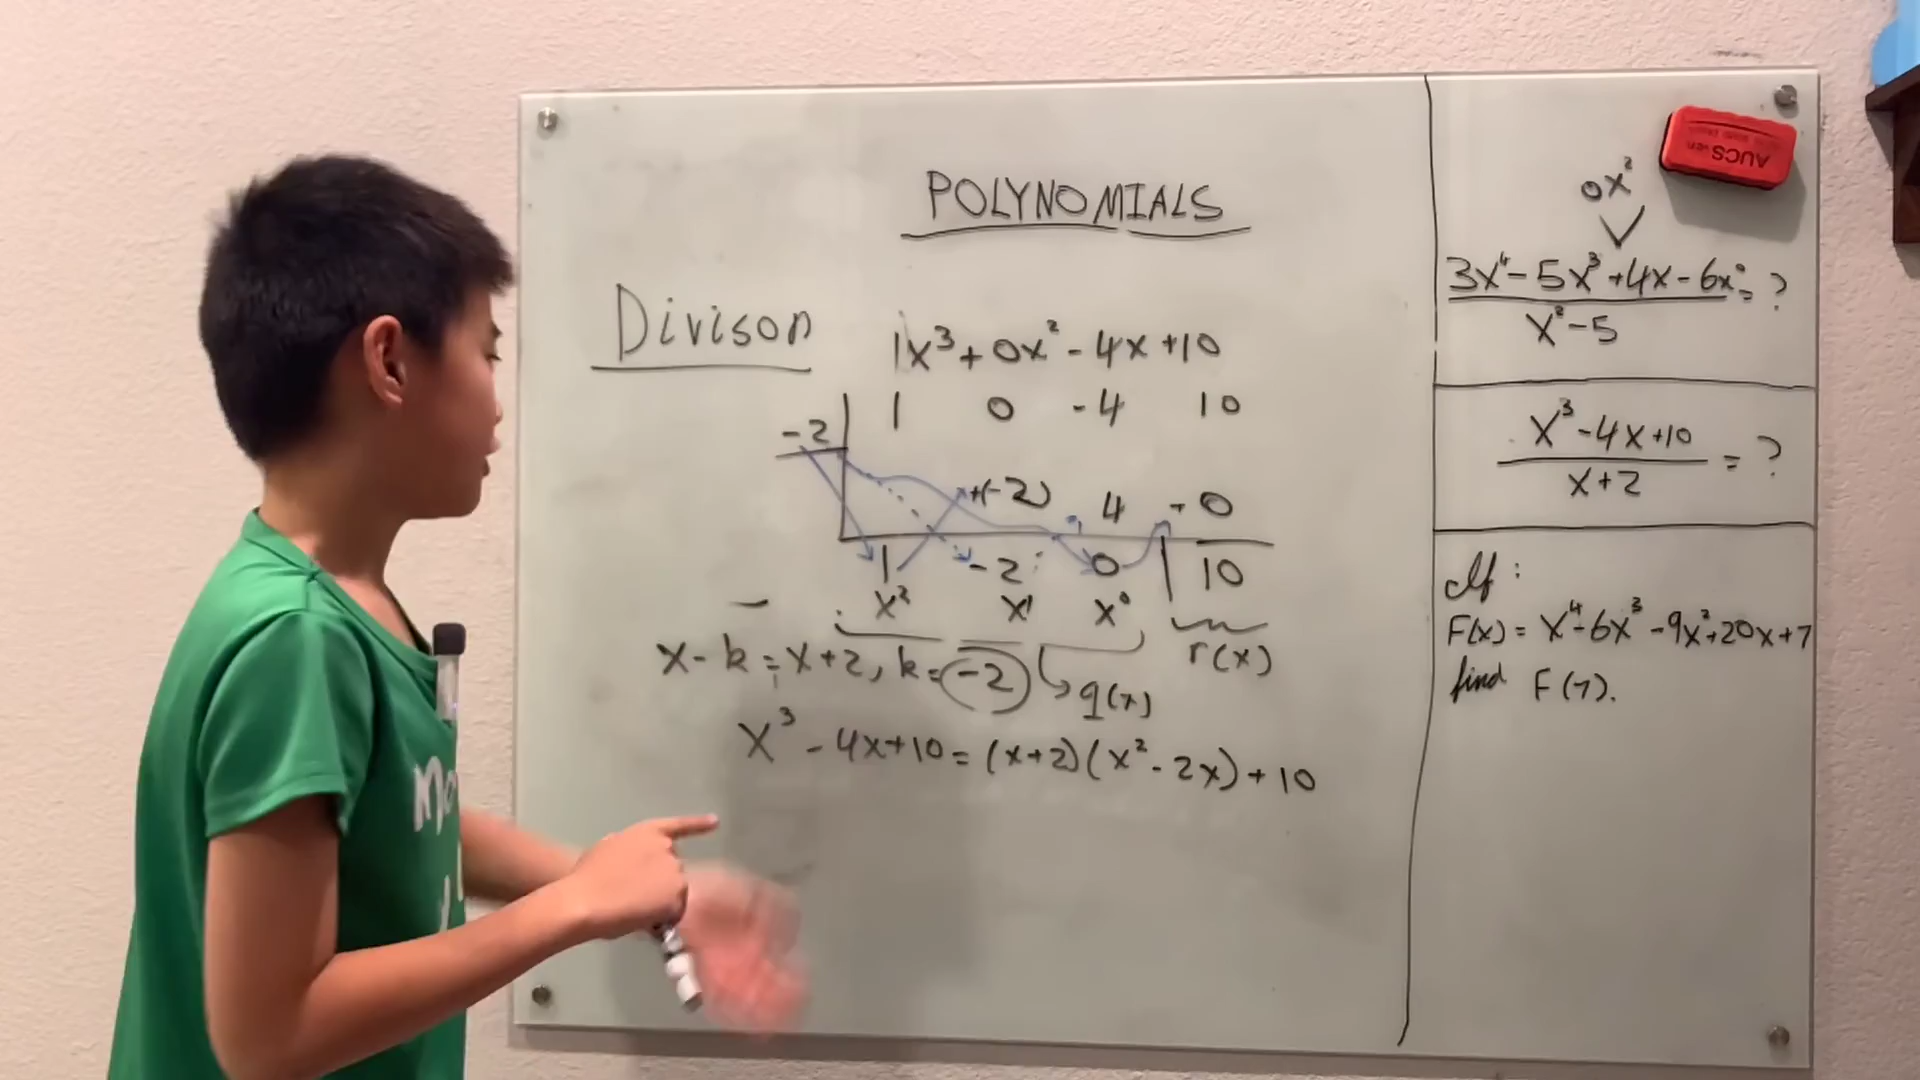 POLYNOMIALS
Divison
1x³ + 0x² - 4x + 10
1 0 -4 10
-2
+(-2) 4 + 0
1 -2 0 10
x² x¹ x⁰
r(x)
x - k = x + 2, k = -2
q(x)
x³ - 4x + 10 = (x+2)(x² - 2x) + 10
AUCS
0x²
3x⁴ - 5x³ + 4x - 6x⁰ = ?
x² - 5
x³ - 4x + 10 = ?
x + 2
If :
F(x) = x⁴ - 6x³ - 9x² + 20x + 7
find F(7).